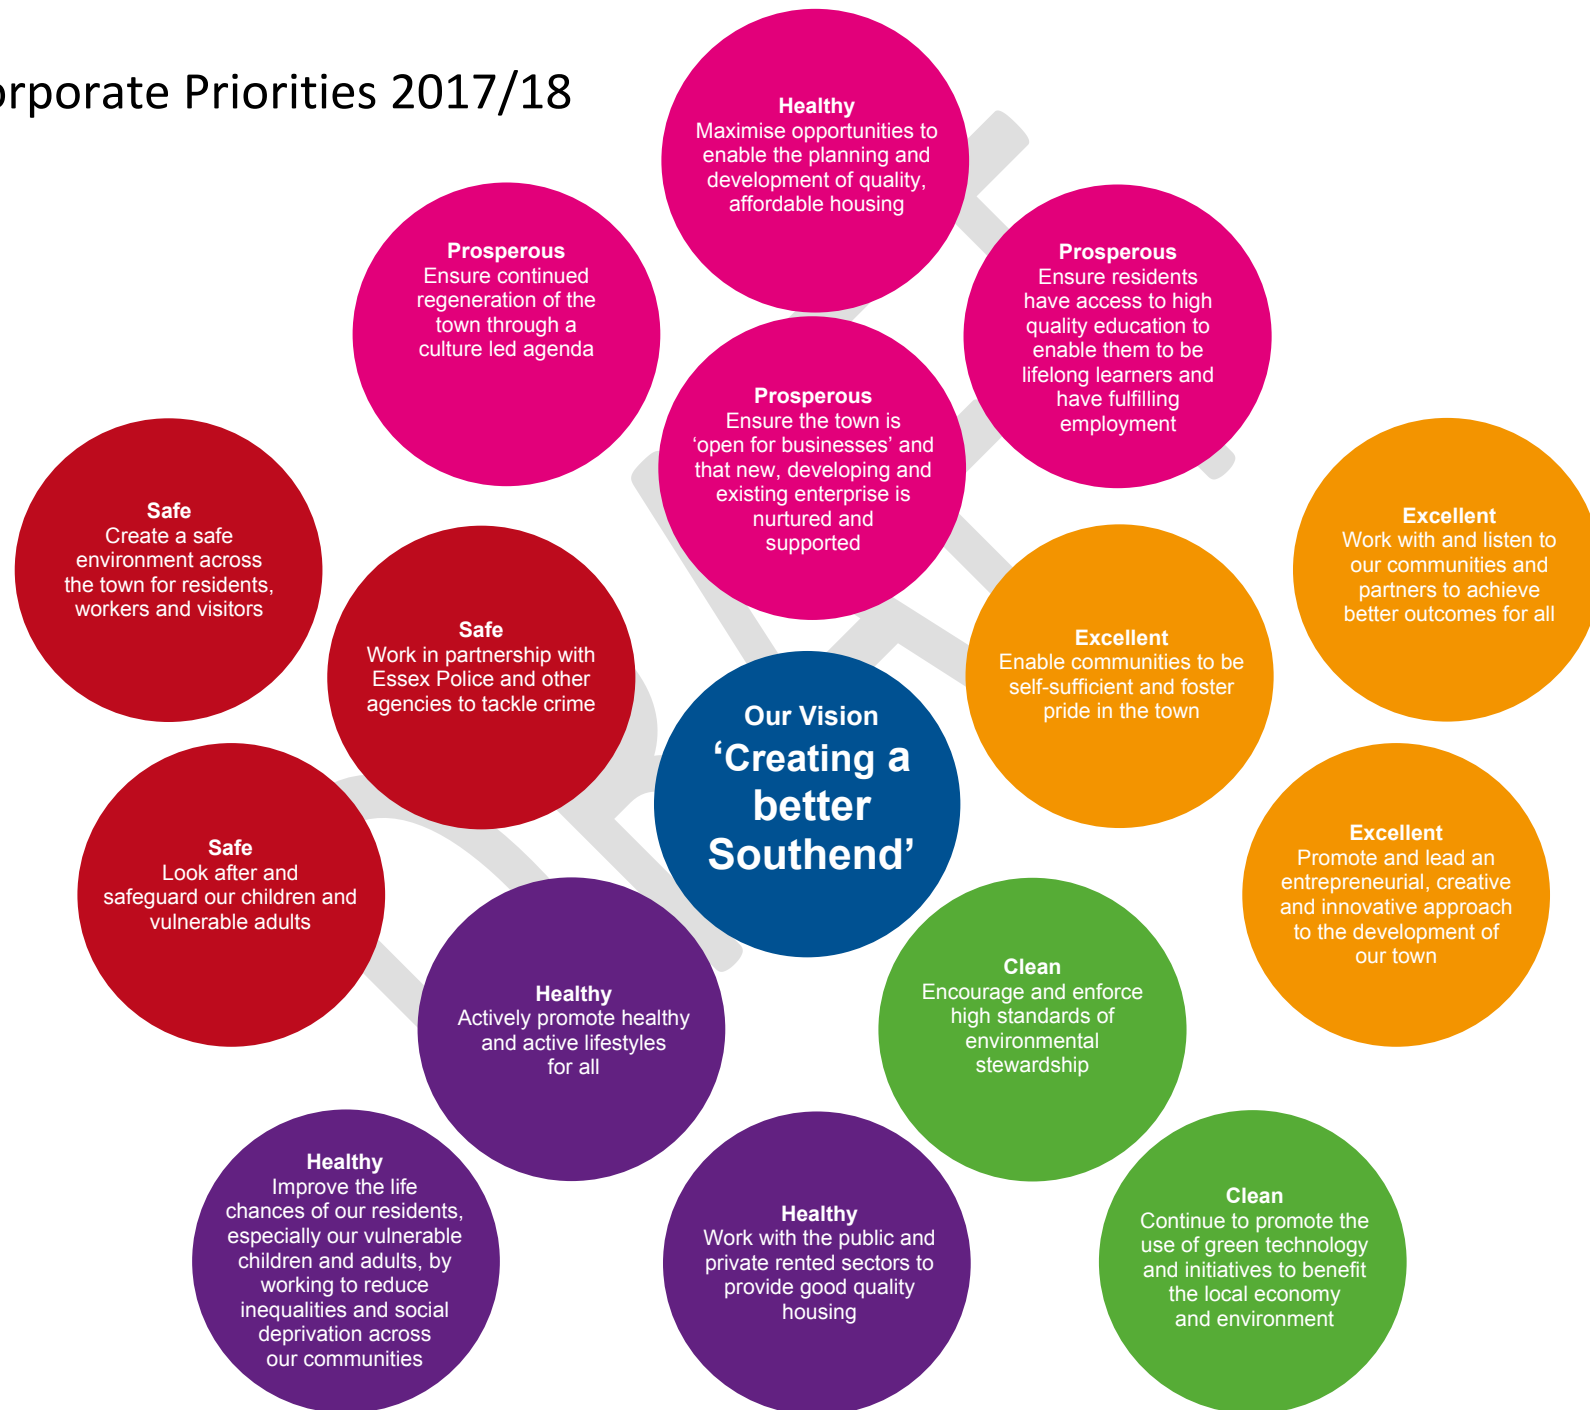 orporate Priorities 2017/18
Healthy
Maximise opportunities to
enable the planning and
development of quality,
affordable housing
Prosperous
Ensure continued
regeneration of the
town through a
culture led agenda
Prosperous
Ensure residents
have access to high
quality education to
enable them to be
lifelong learners and
have fulfilling
employment
Prosperous
Ensure the town is
‘open for businesses’ and
that new, developing and
existing enterprise is
nurtured and
supported
Safe
Create a safe
environment across
the town for residents,
workers and visitors
Excellent
Work with and listen to
our communities and
partners to achieve
better outcomes for all
Safe
Work in partnership with
Essex Police and other
agencies to tackle crime
Excellent
Enable communities to be
self-sufficient and foster
pride in the town
Our Vision
‘Creating a
better
Southend’
Safe
Look after and
safeguard our children and
vulnerable adults
Excellent
Promote and lead an
entrepreneurial, creative
and innovative approach
to the development of
our town
Healthy
Actively promote healthy
and active lifestyles
for all
Clean
Encourage and enforce
high standards of
environmental
stewardship
Healthy
Improve the life
chances of our residents,
especially our vulnerable
children and adults, by
working to reduce
inequalities and social
deprivation across
our communities
Healthy
Work with the public and
private rented sectors to
provide good quality
housing
Clean
Continue to promote the
use of green technology
and initiatives to benefit
the local economy
and environment